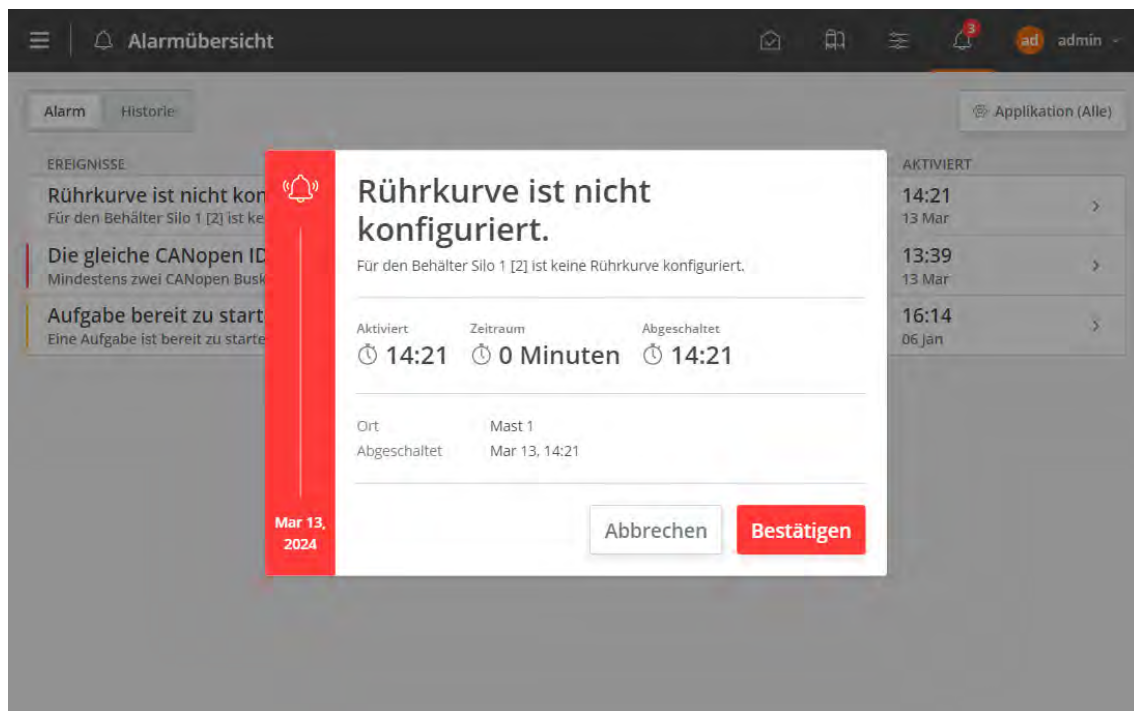 Alarmübersicht
3
ad admin
Alarm Historie
Applikation (Alle)
EREIGNISSE
AKTIVIERT
Rührkurve ist nicht kon
Für den Behälter Silo 1 [2] ist ke
14:21
13 Mar
Die gleiche CANopen ID
Mindestens zwei CANopen Busk
13:39
13 Mar
Aufgabe bereit zu start
Eine Aufgabe ist bereit zu starte
16:14
06 Jan
Rührkurve ist nicht
konfiguriert.
Für den Behälter Silo 1 [2] ist keine Rührkurve konfiguriert.
Aktiviert Zeitraum Abgeschaltet
14:21 0 Minuten 14:21
Ort Mast 1
Abgeschaltet Mar 13, 14:21
Mar 13,
2024
Abbrechen Bestätigen